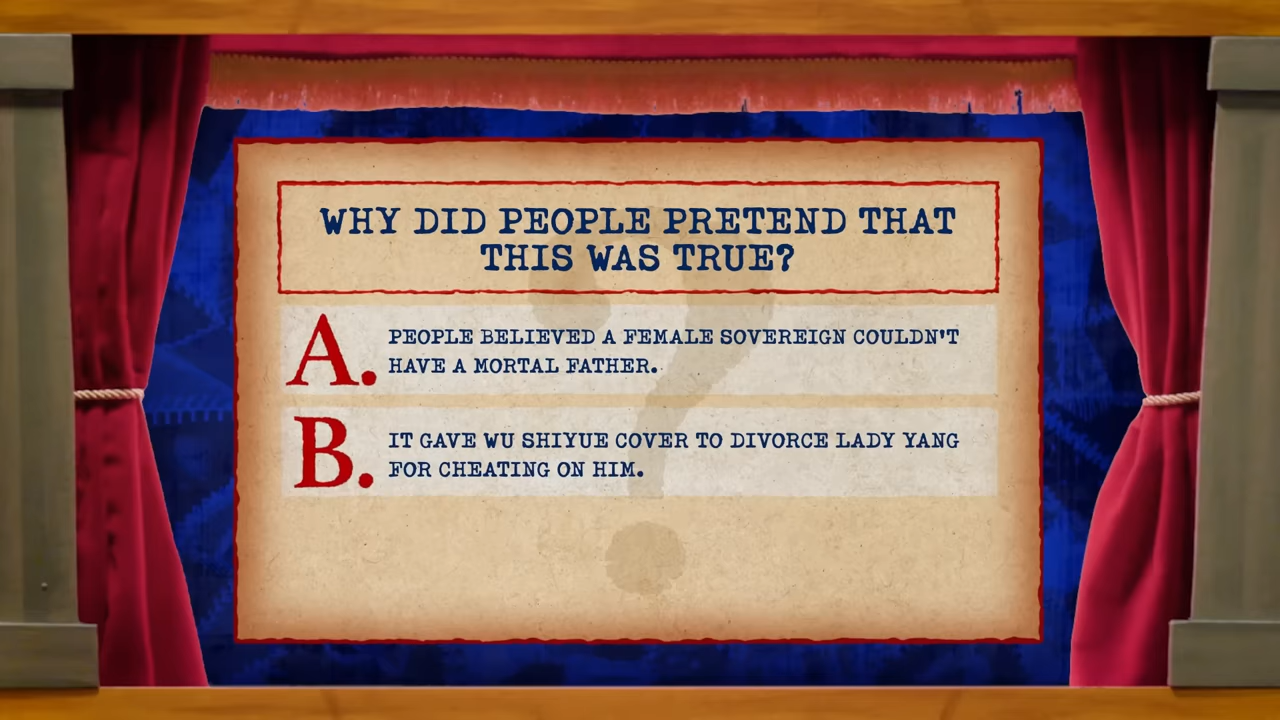 WHY DID PEOPLE PRETEND THAT
THIS WAS TRUE?
A. PEOPLE BELIEVED A FEMALE SOVEREIGN COULDN'T
HAVE A MORTAL FATHER.
B. IT GAVE WU SHIYUE COVER TO DIVORCE LADY YANG
FOR CHEATING ON HIM.